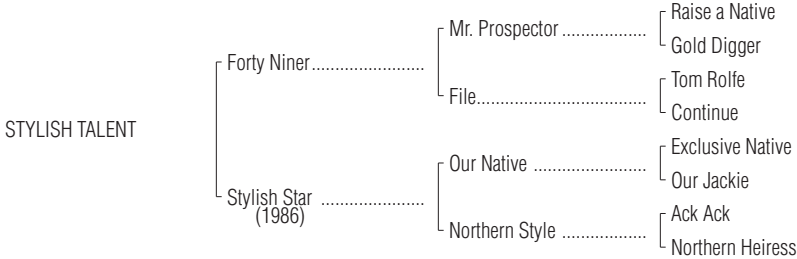 Raise a Native
Mr. Prospector ..................
Gold Digger
Forty Niner........................
Tom Rolfe
File....................................
Continue
STYLISH TALENT
Exclusive Native
Our Native ........................
Our Jackie
Stylish Star ......................
(1986)
Ack Ack
Northern Style ..................
Northern Heiress